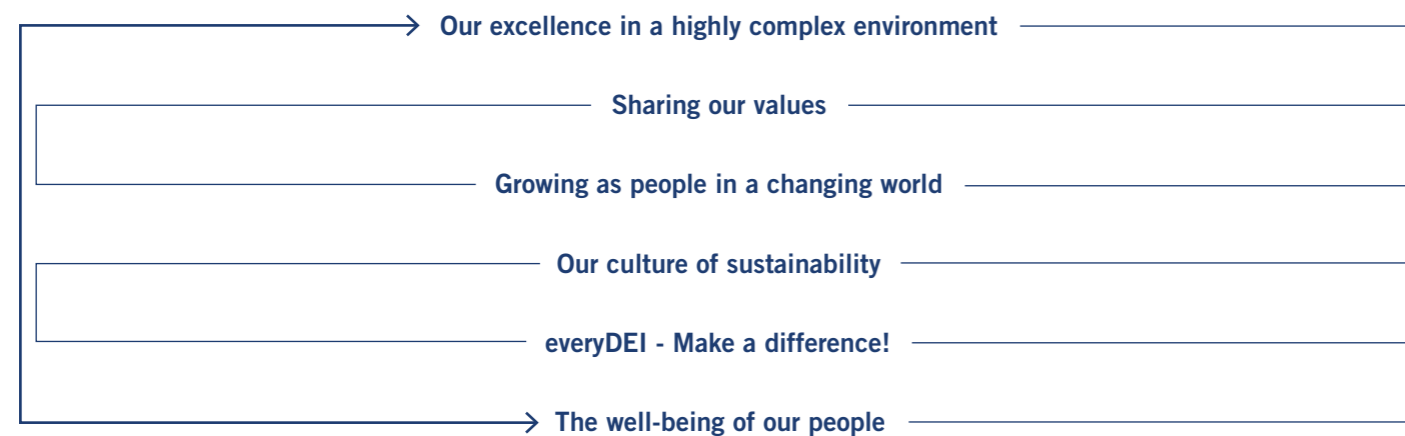 Our excellence in a highly complex environment
Sharing our values
Growing as people in a changing world
Our culture of sustainability
everyDEI - Make a difference!
The well-being of our people